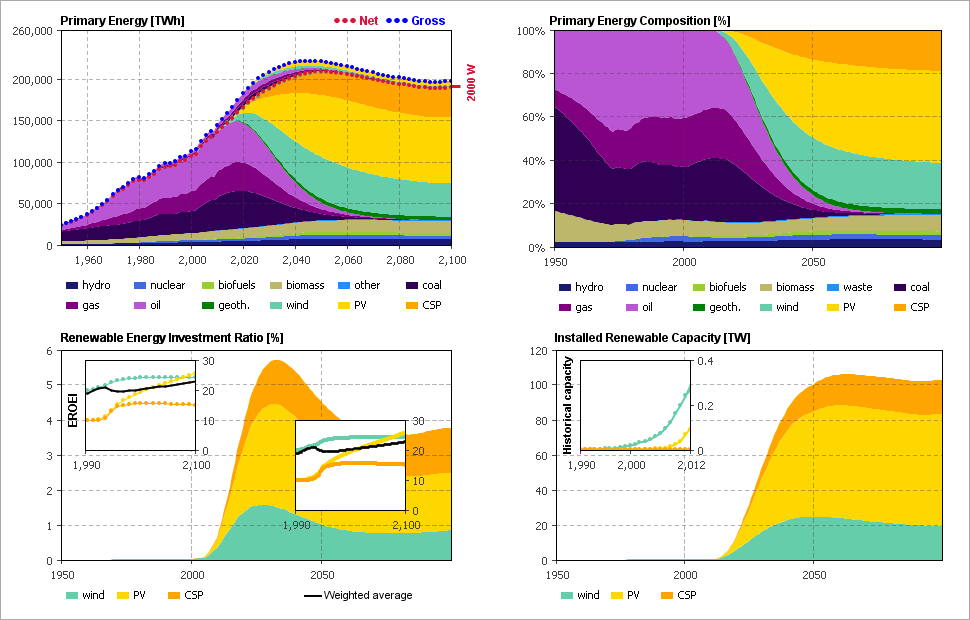 Primary Energy [TWh]
Net Gross
260,000
200,000
150,000
100,000
50,000
0
1,960 1,980 2,000 2,020 2,040 2,060 2,080 2,100
2000 W
hydro nuclear biofuels biomass other coal
gas oil geoth. wind PV CSP
Primary Energy Composition [%]
100%
80%
60%
40%
20%
0%
1950 2000 2050
hydro nuclear biofuels biomass waste coal
gas oil geoth. wind PV CSP
Renewable Energy Investment Ratio [%]
6
5
4
3
2
1
0
1950 2000 2050
EROEI
30
20
10
0
1,990 2,100
30
20
10
0
1,990 2,100
wind PV CSP Weighted average
Installed Renewable Capacity [TW]
120
100
80
60
40
20
0
1950 2000 2050
Historical capacity
0.4
0.2
0
1,990 2,000 2,012
wind PV CSP